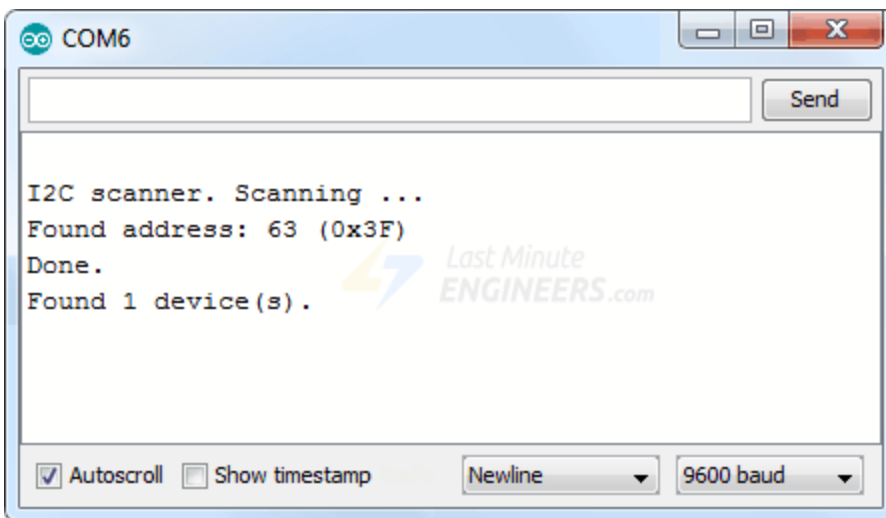 COM6
Send
I2C scanner. Scanning ...
Found address: 63 (0x3F)
Done.
Found 1 device(s).
Last Minute
ENGINEERS.com
Autoscroll
Show timestamp
Newline
9600 baud